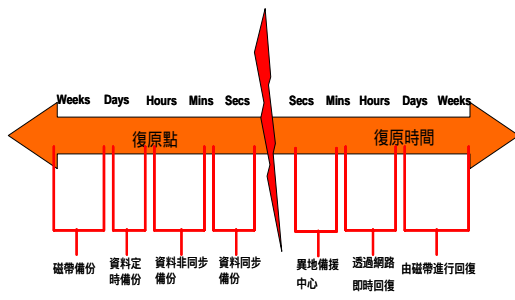 Weeks Days Hours Mins Secs Secs Mins Hours Days Weeks
復原點 復原時間
磁帶備份
資料定
時備份
資料非同步
備份
資料同步
備份
異地備援
中心
透過網路
即時回復
由磁帶進行回復